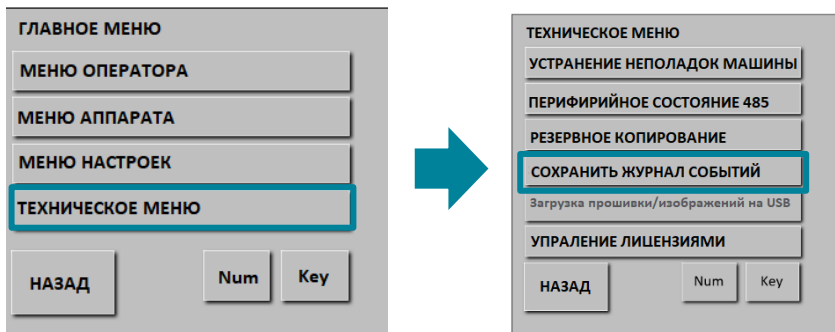 ГЛАВНОЕ МЕНЮ
МЕНЮ ОПЕРАТОРА
МЕНЮ АППАРАТА
МЕНЮ НАСТРОЕК
ТЕХНИЧЕСКОЕ МЕНЮ
НАЗАД
Num
Key
ТЕХНИЧЕСКОЕ МЕНЮ
УСТРАНЕНИЕ НЕПОЛАДОК МАШИНЫ
ПЕРИФИРИЙНОЕ СОСТОЯНИЕ 485
РЕЗЕРВНОЕ КОПИРОВАНИЕ
СОХРАНИТЬ ЖУРНАЛ СОБЫТИЙ
Загрузка прошивки/изображений на USB
УПРАЛЕНИЕ ЛИЦЕНЗИЯМИ
НАЗАД
Num
Key